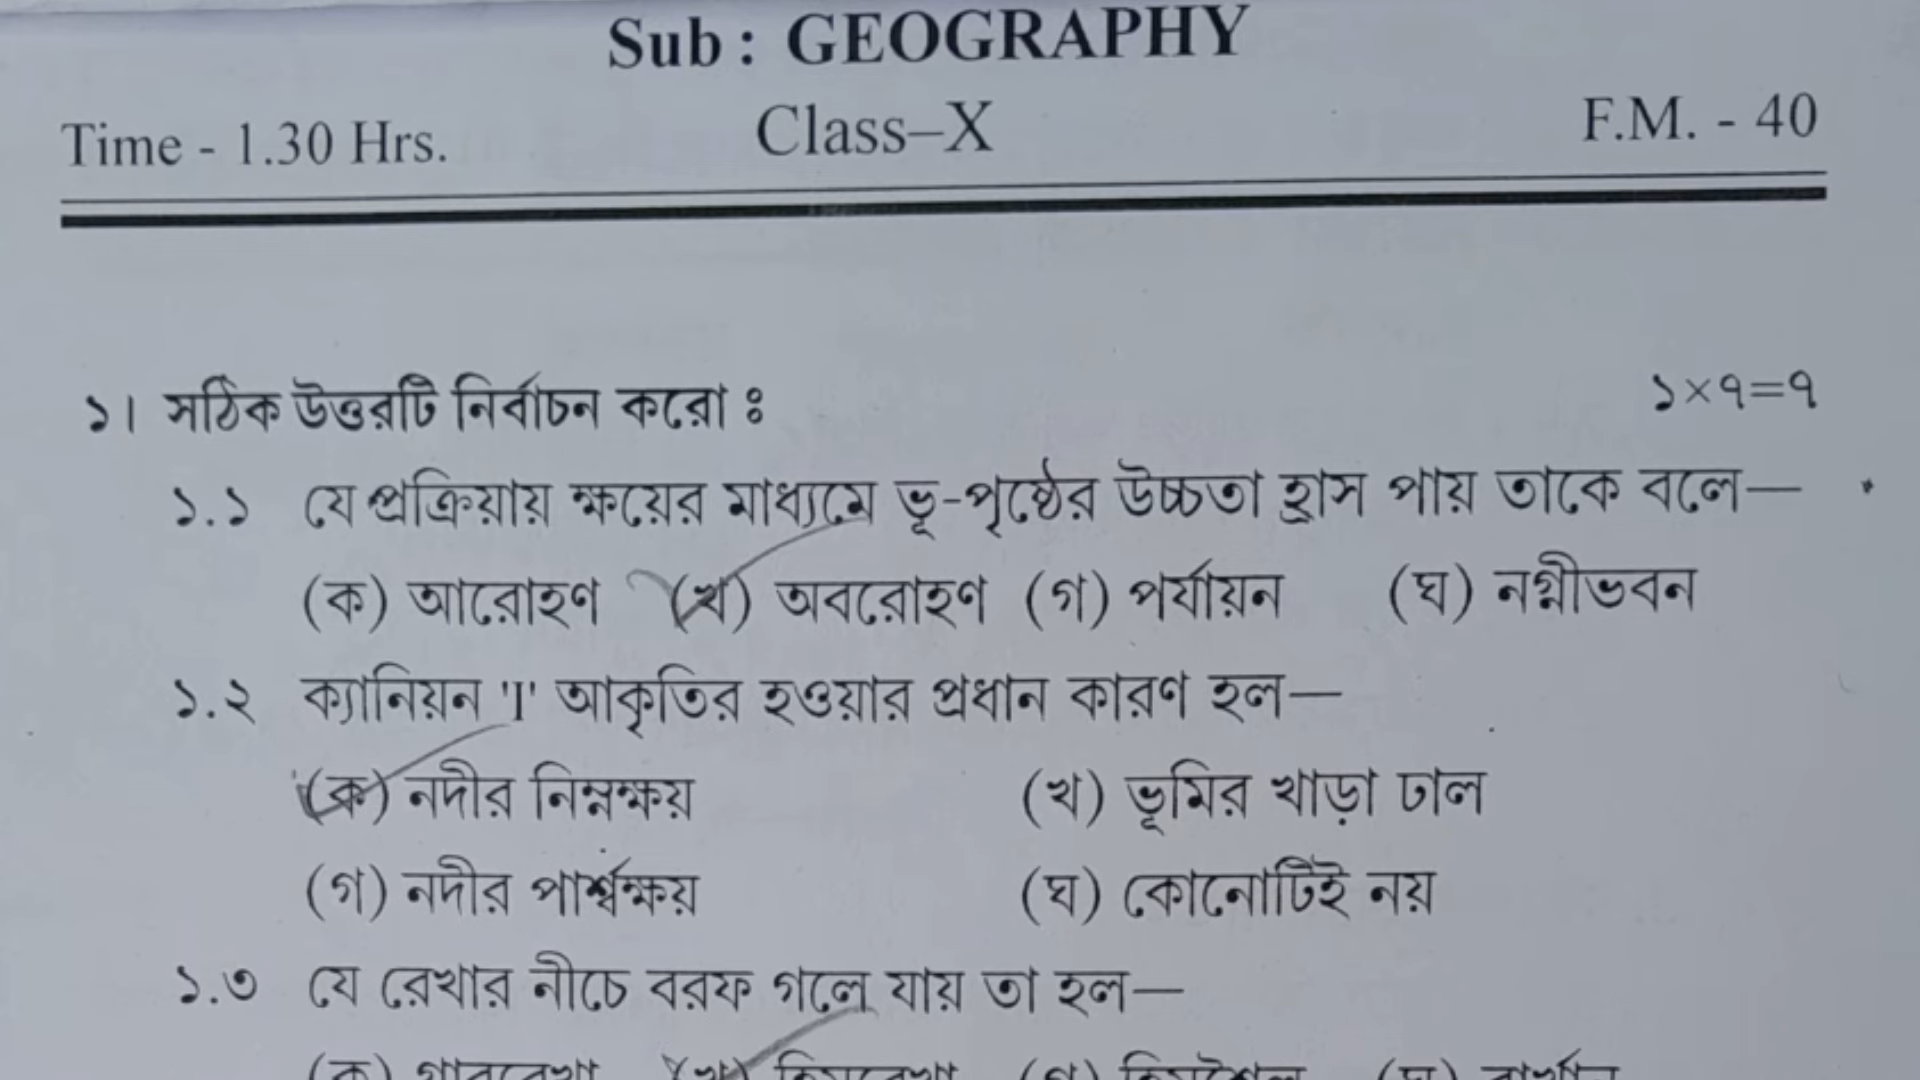 Sub : GEOGRAPHY
Time - 1.30 Hrs. Class–X F.M. - 40
১। সঠিক উত্তরটি নির্বাচন করো ঃ ১×৭=৭
১.১ যে প্রক্রিয়ায় ক্ষয়ের মাধ্যমে ভূ-পৃষ্ঠের উচ্চতা হ্রাস পায় তাকে বলে—
(ক) আরোহণ (খ) অবরোহণ (গ) পর্যায়ন (ঘ) নগ্নীভবন
১.২ ক্যানিয়ন 'I' আকৃতির হওয়ার প্রধান কারণ হল—
(ক) নদীর নিম্নক্ষয় (খ) ভূমির খাড়া ঢাল
(গ) নদীর পার্শ্বক্ষয় (ঘ) কোনোটিই নয়
১.৩ যে রেখার নীচে বরফ গলে যায় তা হল—
(ক) (খ) হিমরেখা (গ) হিমশৈল (ঘ)